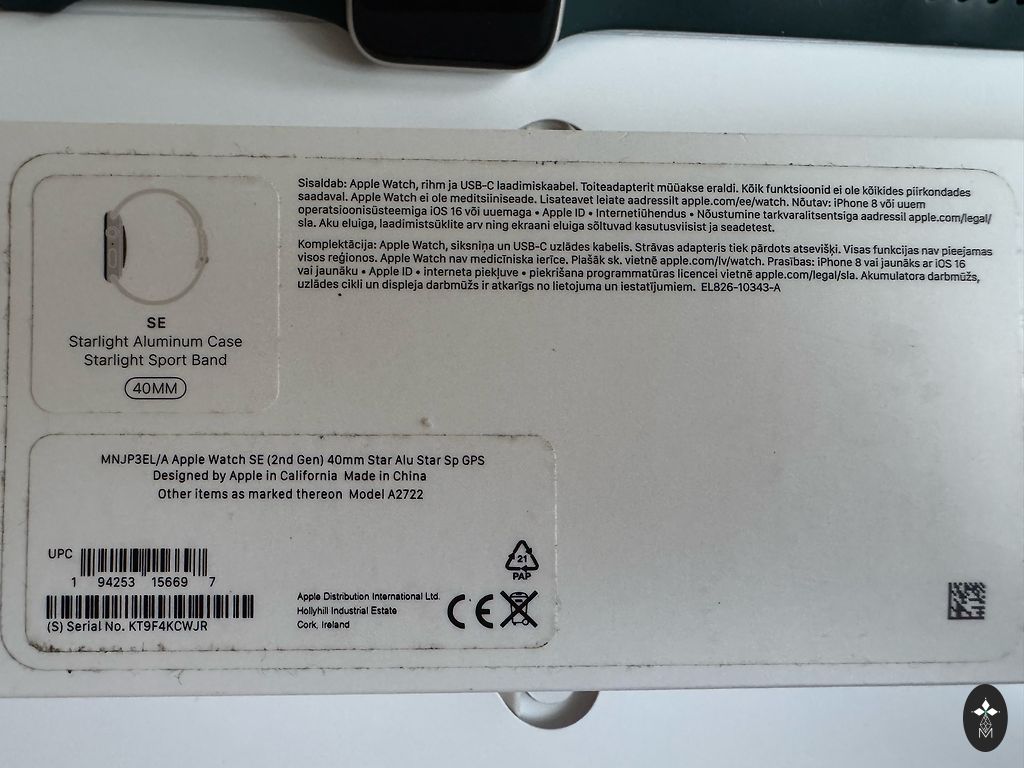 Sisaldab: Apple Watch, rihm ja USB-C laadimiskaabel. Toiteadapterit müüakse eraldi. Kõik funktsioonid ei ole kõikides piirkondades
saadaval. Apple Watch ei ole meditsiiniseade. Lisateavet leiate aadressilt apple.com/ee/watch. Nõutav: iPhone 8 või uuem
operatsioonisüsteemiga iOS 16 või uuemaga • Apple ID • Internetiühendus • Nõustumine tarkvaralitsentsiga aadressil apple.com/legal/
sla. Aku eluiga, laadimistsüklite arv ning ekraani eluiga sõltuvad kasutusviisist ja seadetest.
Komplektācija: Apple Watch, siksniņa un USB-C uzlādes kabelis. Strāvas adapteris tiek pārdots atsevišķi. Visas funkcijas nav pieejamas
visos reģionos. Apple Watch nav medicīniska ierīce. Plašāk sk. vietnē apple.com/lv/watch. Prasības: iPhone 8 vai jaunāks ar iOS 16
vai jaunāku • Apple ID • interneta piekļuve • piekrišana programmatūras licencei vietnē apple.com/legal/sla. Akumulatora darbmūžs,
uzlādes cikli un displeja darbmūžs ir atkarīgs no lietojuma un iestatījumiem. EL826-10343-A
SE
Starlight Aluminum Case
Starlight Sport Band
40MM
MNJP3EL/A Apple Watch SE (2nd Gen) 40mm Star Alu Star Sp GPS
Designed by Apple in California Made in China
Other items as marked thereon Model A2722
UPC
1 94253 15669 7
(S) Serial No. KT9F4KCWJR
Apple Distribution International Ltd.
Hollyhill Industrial Estate
Cork, Ireland
21
PAP
CE
M